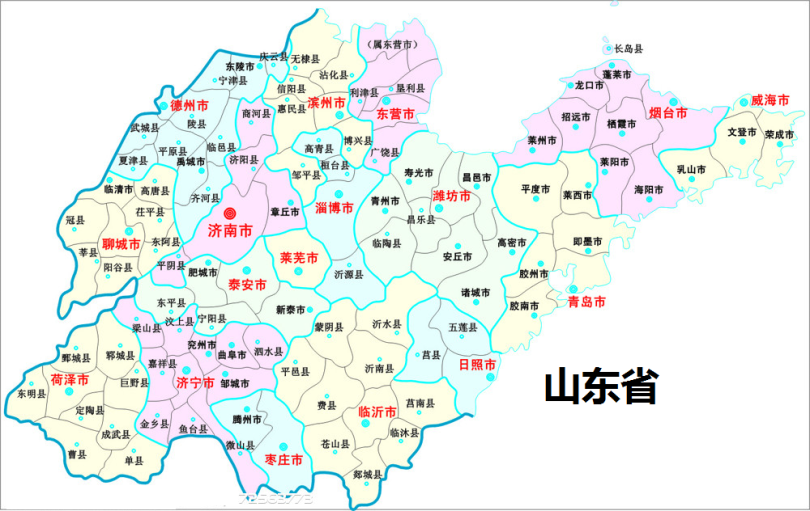 长岛县
（属东营市）
庆云县
无棣县
东陵市
宁津县
沾化县
蓬莱市
龙口市
信阳县
利津县
垦利县
德州市
惠民县
滨州市
东营市
烟台市
威海市
陵县
商河县
招远市
栖霞市
武城县
文登市
荣成市
平原县
临邑县
高青县
博兴县
莱州市
夏津县
禹城市
济阳县
桓台县
广饶县
莱阳市
乳山市
临清市
高唐县
邹平县
寿光市
昌邑市
平度市
莱西市
海阳市
齐河县
青州市
潍坊市
冠县
茌平县
章丘市
淄博市
昌乐县
济南市
聊城市
东阿县
临陶县
高密市
即墨市
莘县
莱芜市
安丘市
阳谷县
平阴县
肥城市
泰安市
沂源县
胶州市
诸城市
青岛市
东平县
新泰市
胶南市
梁山县
汶上县
宁阳县
蒙阴县
沂水县
五莲县
鄄城县
郓城县
兖州市
曲阜市
泗水县
莒县
嘉祥县
平邑县
沂南县
日照市
荷泽市
巨野县
济宁市
邹城市
山东省
东明县
定陶县
费县
莒南县
成武县
金乡县
鱼台县
腾州市
临沂市
临沐县
曹县
单县
微山县
枣庄市
苍山县
郯城县